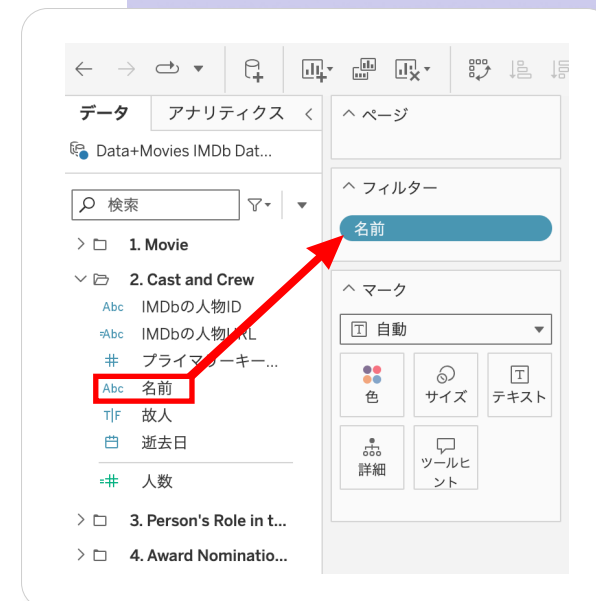 データ
アナリティクス
Data+Movies IMDb Dat...
検索
1. Movie
2. Cast and Crew
Abc IMDbの人物ID
=Abc IMDbの人物URL
プライマリーキー...
Abc 名前
T|F 故人
逝去日
人数
3. Person's Role in t...
4. Award Nominatio...
ページ
フィルター
名前
マーク
T 自動
色
サイズ
T
テキスト
詳細
ツールヒ
ント